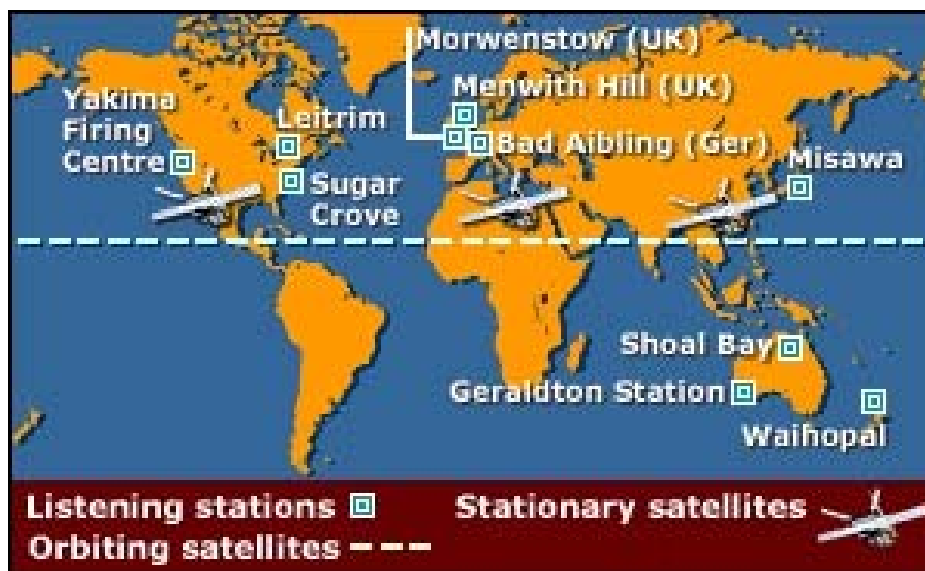 Morwenstow (UK)
Menwith Hill (UK)
Yakima
Firing
Centre
Leitrim
Bad Aibling (Ger)
Misawa
Sugar
Crove
Shoal Bay
Geraldton Station
Waihopal
Listening stations
Stationary satellites
Orbiting satellites